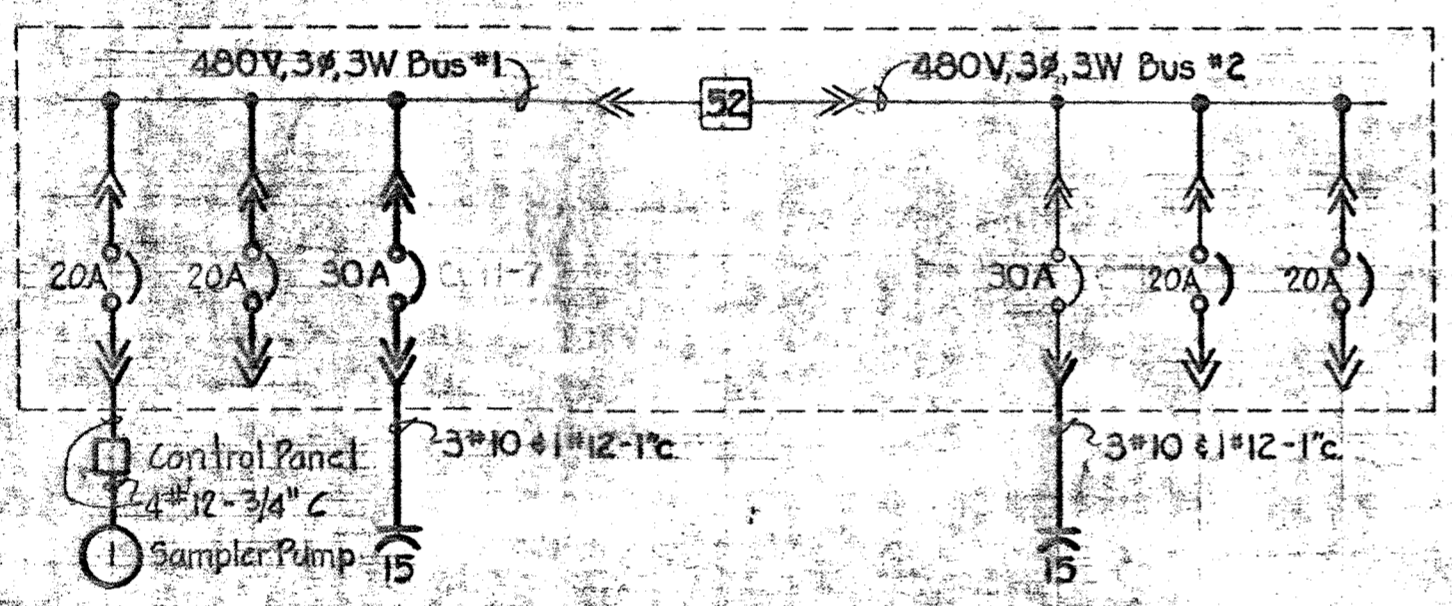 480V,3ø,3W Bus #1
52
480V,3ø,3W Bus #2
20A
20A
30A
30A
20A
20A
3#10 & 1#12-1"c.
3#10 & 1#12-1"c.
Control Panel
4#12-3/4" C
1
Sampler Pump
15
15